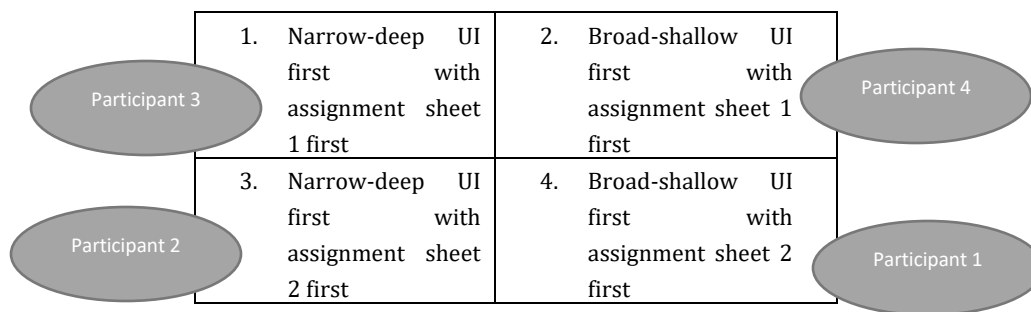 1. Narrow-deep UI
first with
assignment sheet
1 first
2. Broad-shallow UI
first with
assignment sheet 1
first
Participant 3
Participant 4
3. Narrow-deep UI
first with
assignment sheet
2 first
4. Broad-shallow UI
first with
assignment sheet 2
first
Participant 2
Participant 1